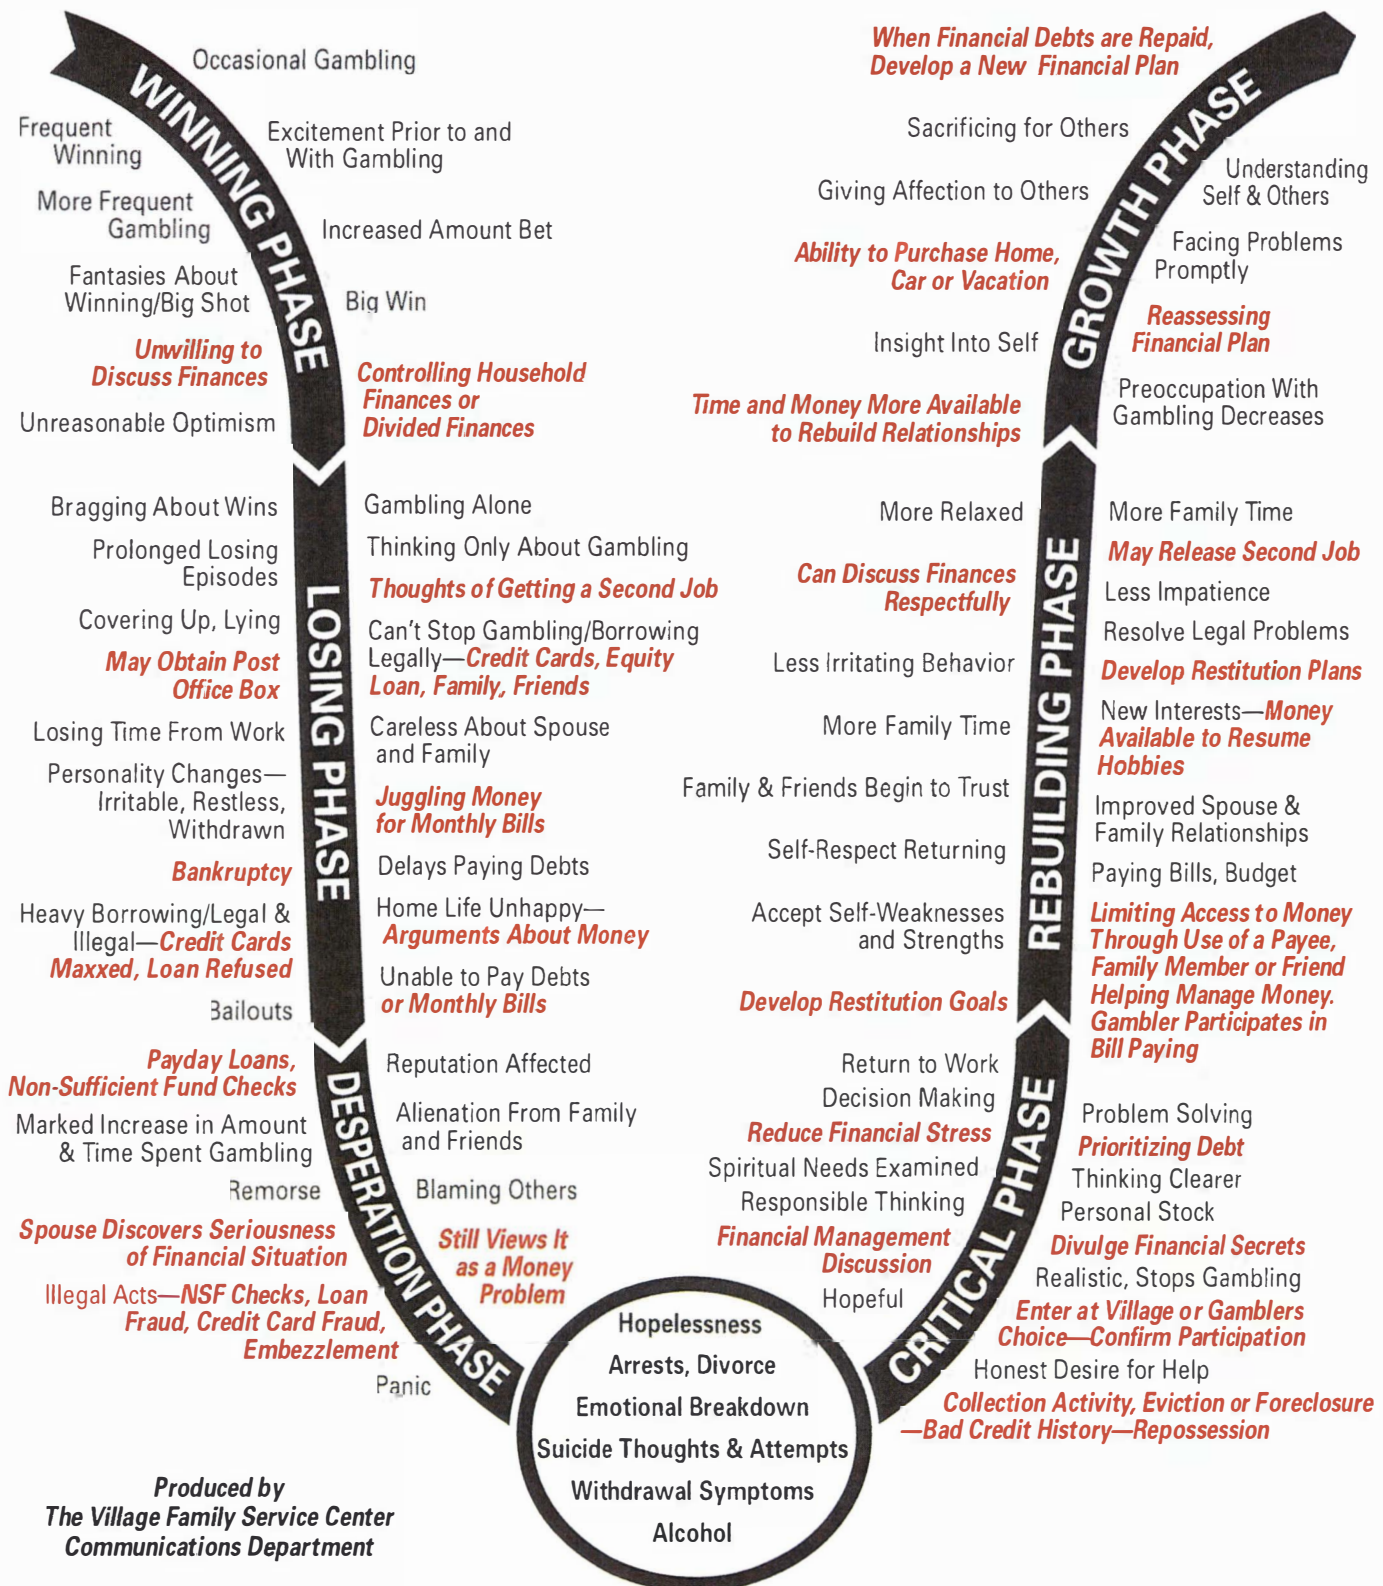 WINNING PHASE
Occasional Gambling
Frequent
Winning
Excitement Prior to and
With Gambling
More Frequent
Gambling
Increased Amount Bet
Fantasies About
Winning/Big Shot
Big Win
Unwilling to
Discuss Finances
Controlling Household
Finances or
Divided Finances
Unreasonable Optimism
LOSING PHASE
Bragging About Wins
Prolonged Losing
Episodes
Covering Up, Lying
May Obtain Post
Office Box
Losing Time From Work
Personality Changes—
Irritable, Restless,
Withdrawn
Bankruptcy
Heavy Borrowing/Legal &
Illegal—Credit Cards
Maxxed, Loan Refused
Bailouts
Gambling Alone
Thinking Only About Gambling
Thoughts of Getting a Second Job
Can't Stop Gambling/Borrowing
Legally—Credit Cards, Equity
Loan, Family, Friends
Careless About Spouse
and Family
Juggling Money
for Monthly Bills
Delays Paying Debts
Home Life Unhappy—
Arguments About Money
Unable to Pay Debts
or Monthly Bills
DESPERATION PHASE
Payday Loans,
Non-Sufficient Fund Checks
Marked Increase in Amount
& Time Spent Gambling
Remorse
Spouse Discovers Seriousness
of Financial Situation
Illegal Acts—NSF Checks, Loan
Fraud, Credit Card Fraud,
Embezzlement
Panic
Reputation Affected
Alienation From Family
and Friends
Blaming Others
Still Views It
as a Money
Problem
Hopelessness
Arrests, Divorce
Emotional Breakdown
Suicide Thoughts & Attempts
Withdrawal Symptoms
Alcohol
CRITICAL PHASE
Return to Work
Decision Making
Reduce Financial Stress
Spiritual Needs Examined
Responsible Thinking
Financial Management
Discussion
Hopeful
Problem Solving
Prioritizing Debt
Thinking Clearer
Personal Stock
Divulge Financial Secrets
Realistic, Stops Gambling
Enter at Village or Gamblers
Choice—Confirm Participation
Honest Desire for Help
Collection Activity, Eviction or Foreclosure
—Bad Credit History—Repossession
REBUILDING PHASE
More Relaxed
Can Discuss Finances
Respectfully
Less Irritating Behavior
More Family Time
Family & Friends Begin to Trust
Self-Respect Returning
Accept Self-Weaknesses
and Strengths
Develop Restitution Goals
More Family Time
May Release Second Job
Less Impatience
Resolve Legal Problems
Develop Restitution Plans
New Interests—Money
Available to Resume
Hobbies
Improved Spouse &
Family Relationships
Paying Bills, Budget
Limiting Access to Money
Through Use of a Payee,
Family Member or Friend
Helping Manage Money.
Gambler Participates in
Bill Paying
GROWTH PHASE
When Financial Debts are Repaid,
Develop a New Financial Plan
Sacrificing for Others
Giving Affection to Others
Ability to Purchase Home,
Car or Vacation
Insight Into Self
Time and Money More Available
to Rebuild Relationships
Understanding
Self & Others
Facing Problems
Promptly
Reassessing
Financial Plan
Preoccupation With
Gambling Decreases
Produced by
The Village Family Service Center
Communications Department